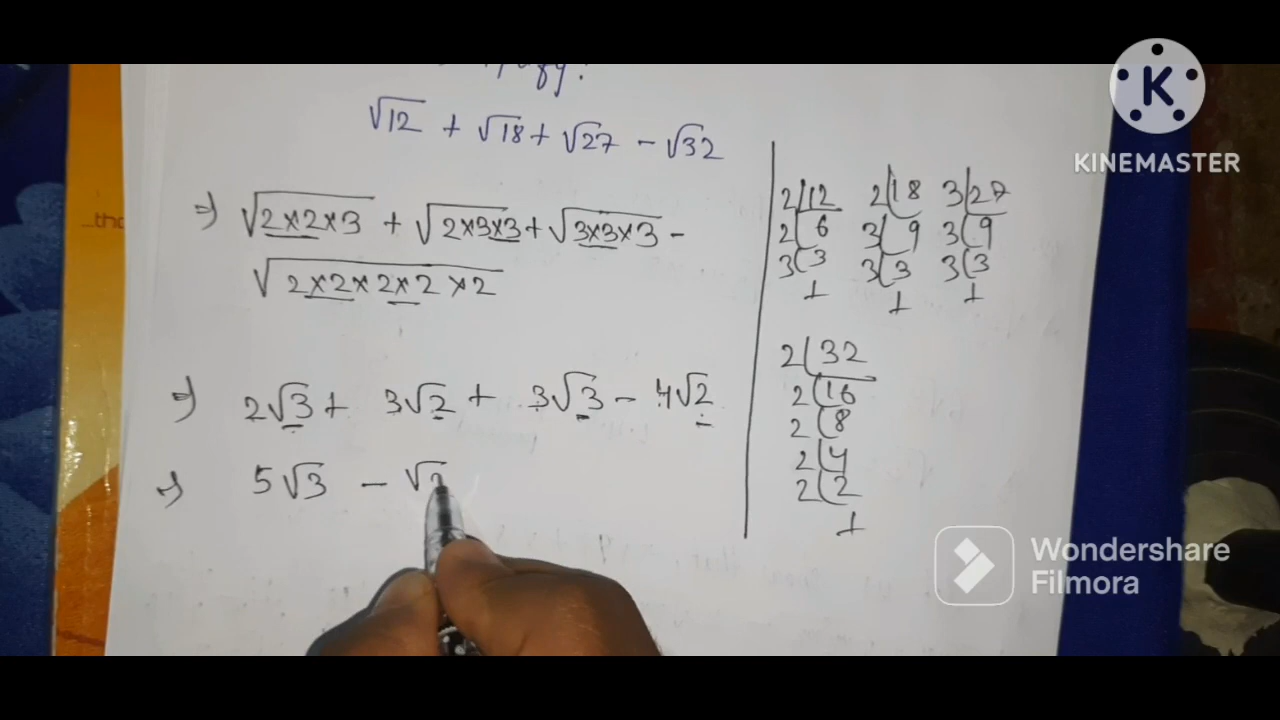 √12 + √18 + √27 - √32
⇒ √2×2×3 + √2×3×3 + √3×3×3 -
√2×2×2×2×2
⇒ 2√3 + 3√2 + 3√3 - 4√2
⇒ 5√3 - √2
2 12
2 6
3 3
1
2 18
3 9
3 3
1
3 27
3 9
3 3
1
2 32
2 16
2 8
2 4
2 2
1
K
KINEMASTER
Wondershare
Filmora